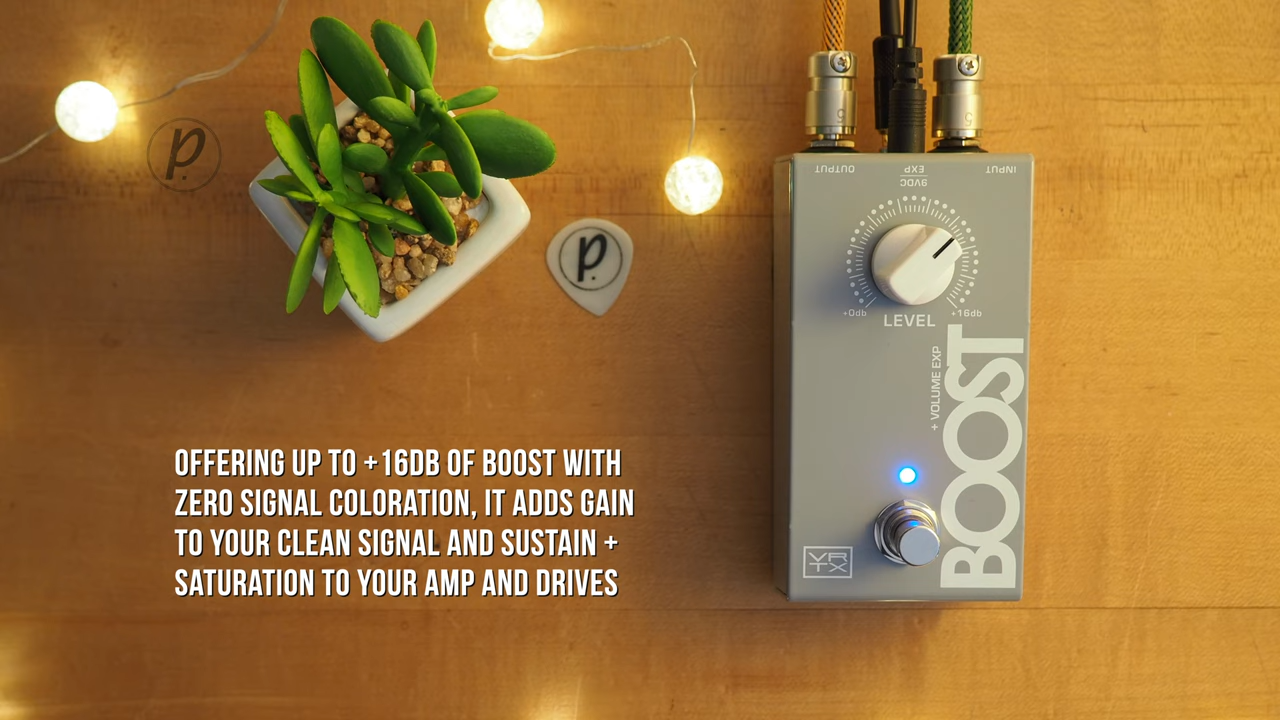 p.
p.
OUTPUT
9VDC
EXP
INPUT
+0db
LEVEL
+16db
+ VOLUME EXP
BOOST
VRTX
OFFERING UP TO +16DB OF BOOST WITH
ZERO SIGNAL COLORATION, IT ADDS GAIN
TO YOUR CLEAN SIGNAL AND SUSTAIN +
SATURATION TO YOUR AMP AND DRIVES